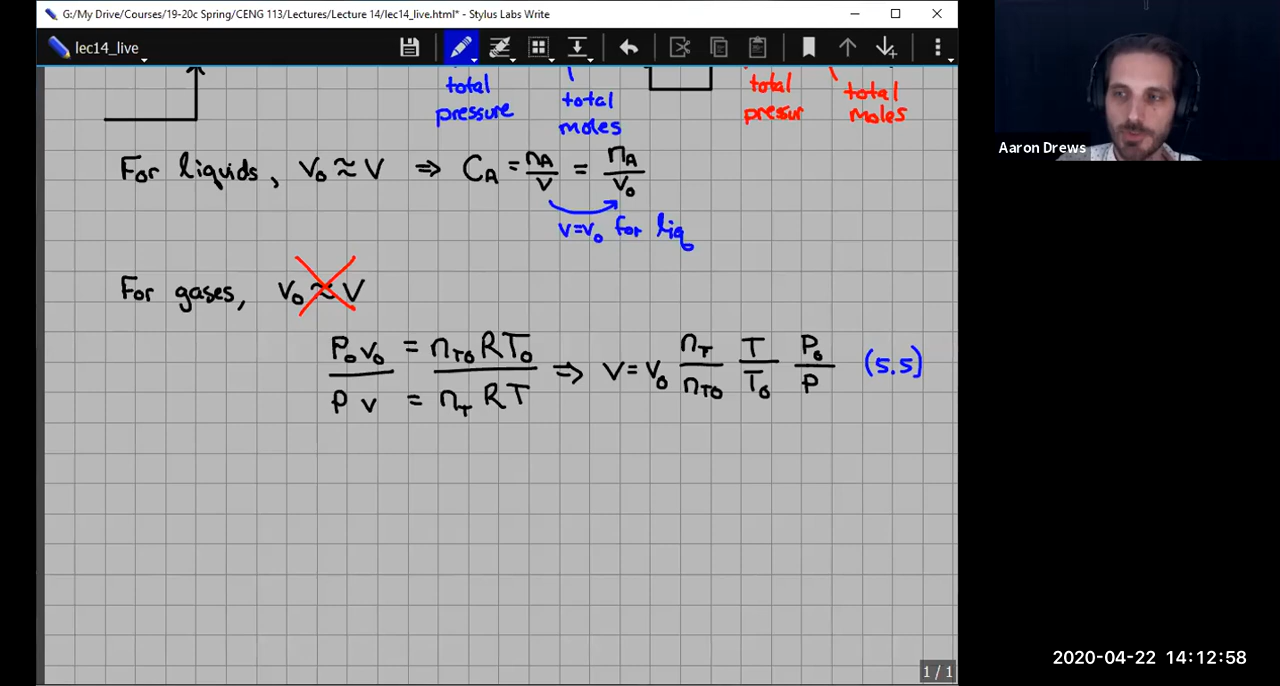 G:/My Drive/Courses/19-20c Spring/CENG 113/Lectures/Lecture 14/lec14_live.html* - Stylus Labs Write
lec14_live
total pressure
total moles
total pressur
total moles
For liquids, V₀ ≈ V ⇒ C_A = n_A/V = n_A/V₀
V=V₀ for liq
For gases, V₀ ≈ V
P₀V₀ = n_T0 R T₀
P V = n_T R T
⇒ V = V₀ n_T/n_T0 T/T₀ P₀/P (5.5)
Aaron Drews
1 / 1
2020-04-22 14:12:58